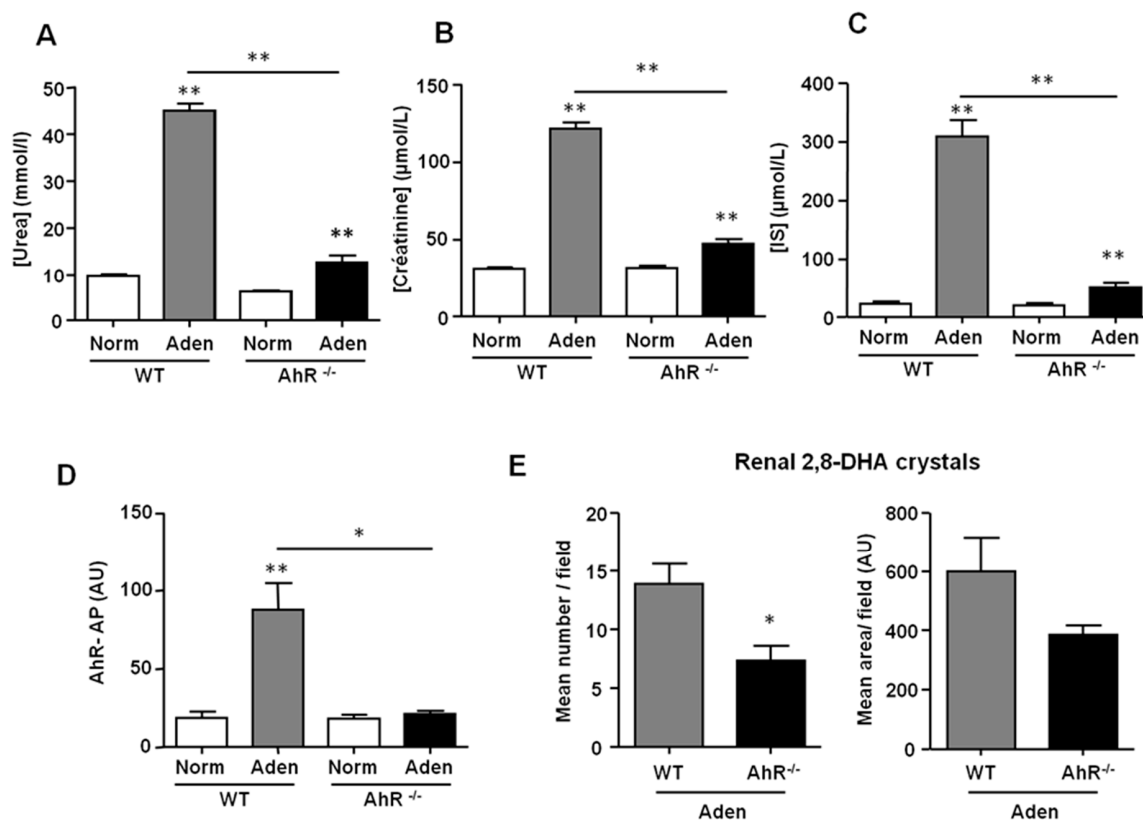 A
**
**
**
[Urea] (mmol/l)
50
40
30
20
10
0
Norm Aden Norm Aden
WT AhR -/-
B
**
**
**
[Créatinine] (µmol/L)
150
100
50
0
Norm Aden Norm Aden
WT AhR -/-
C
**
**
**
[IS] (µmol/L)
400
300
200
100
0
Norm Aden Norm Aden
WT AhR -/-
D
*
**
AhR- AP (AU)
150
100
50
0
Norm Aden Norm Aden
WT AhR -/-
E
Renal 2,8-DHA crystals
*
Mean number / field
20
15
10
5
0
WT AhR-/-
Aden
Mean area/ field (AU)
800
600
400
200
0
WT AhR-/-
Aden